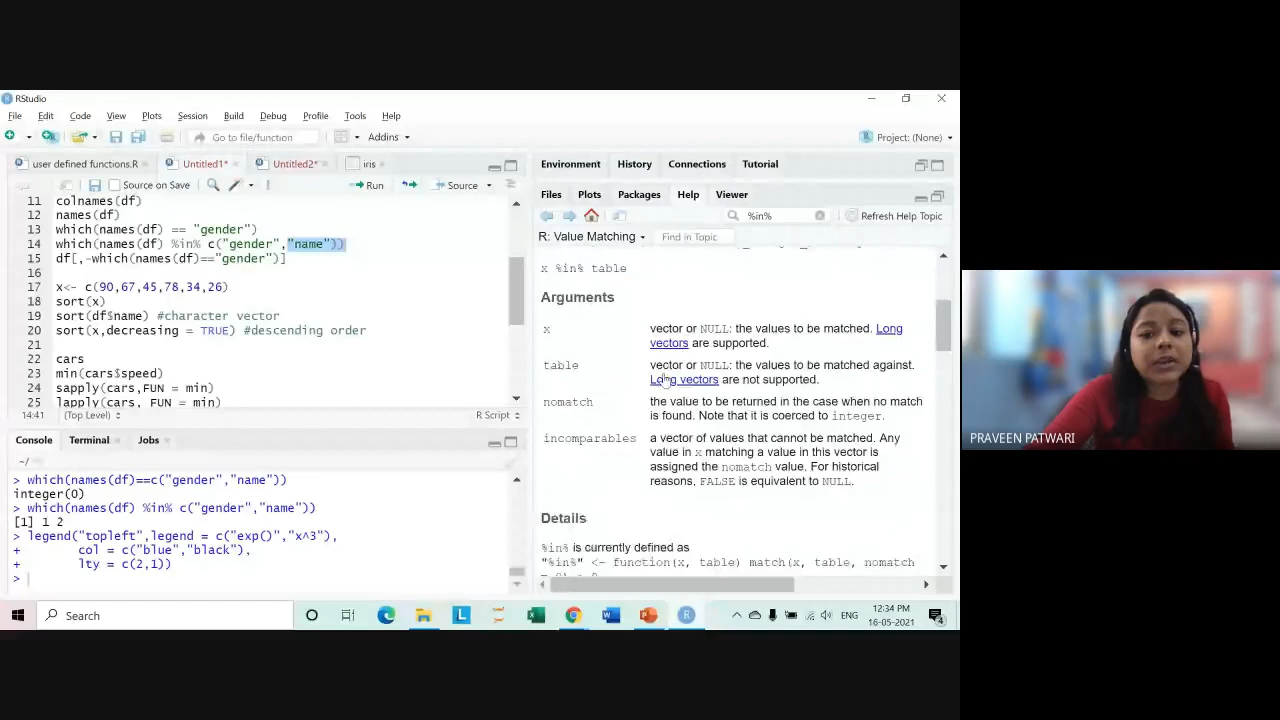 RStudio
File Edit Code View Plots Session Build Debug Profile Tools Help
Go to file/function Addins Project: (None)
user defined functions.R Untitled1* Untitled2* iris
Source on Save Run Source
11 colnames(df)
12 names(df)
13 which(names(df) == "gender")
14 which(names(df) %in% c("gender","name"))
15 df[,-which(names(df)=="gender")]
16
17 x<- c(90,67,45,78,34,26)
18 sort(x)
19 sort(df$name) #character vector
20 sort(x,decreasing = TRUE) #descending order
21
22 cars
23 min(cars$speed)
24 sapply(cars,FUN = min)
25 lapply(cars, FUN = min)
14:41 (Top Level) R Script
Console Terminal Jobs
~/
> which(names(df)==c("gender","name"))
integer(0)
> which(names(df) %in% c("gender","name"))
[1] 1 2
> legend("topleft",legend = c("exp()","x^3"),
+ col = c("blue","black"),
+ lty = c(2,1))
>
Environment History Connections Tutorial
Files Plots Packages Help Viewer
%in% Refresh Help Topic
R: Value Matching Find in Topic
x %in% table
Arguments
x vector or NULL: the values to be matched. Long
vectors are supported.
table vector or NULL: the values to be matched against.
Long vectors are not supported.
nomatch the value to be returned in the case when no match
is found. Note that it is coerced to integer.
incomparables a vector of values that cannot be matched. Any
value in x matching a value in this vector is
assigned the nomatch value. For historical
reasons, FALSE is equivalent to NULL.
Details
%in% is currently defined as
"%in%" <- function(x, table) match(x, table, nomatch
PRAVEEN PATWARI
Search
ENG
12:34 PM
16-05-2021
4